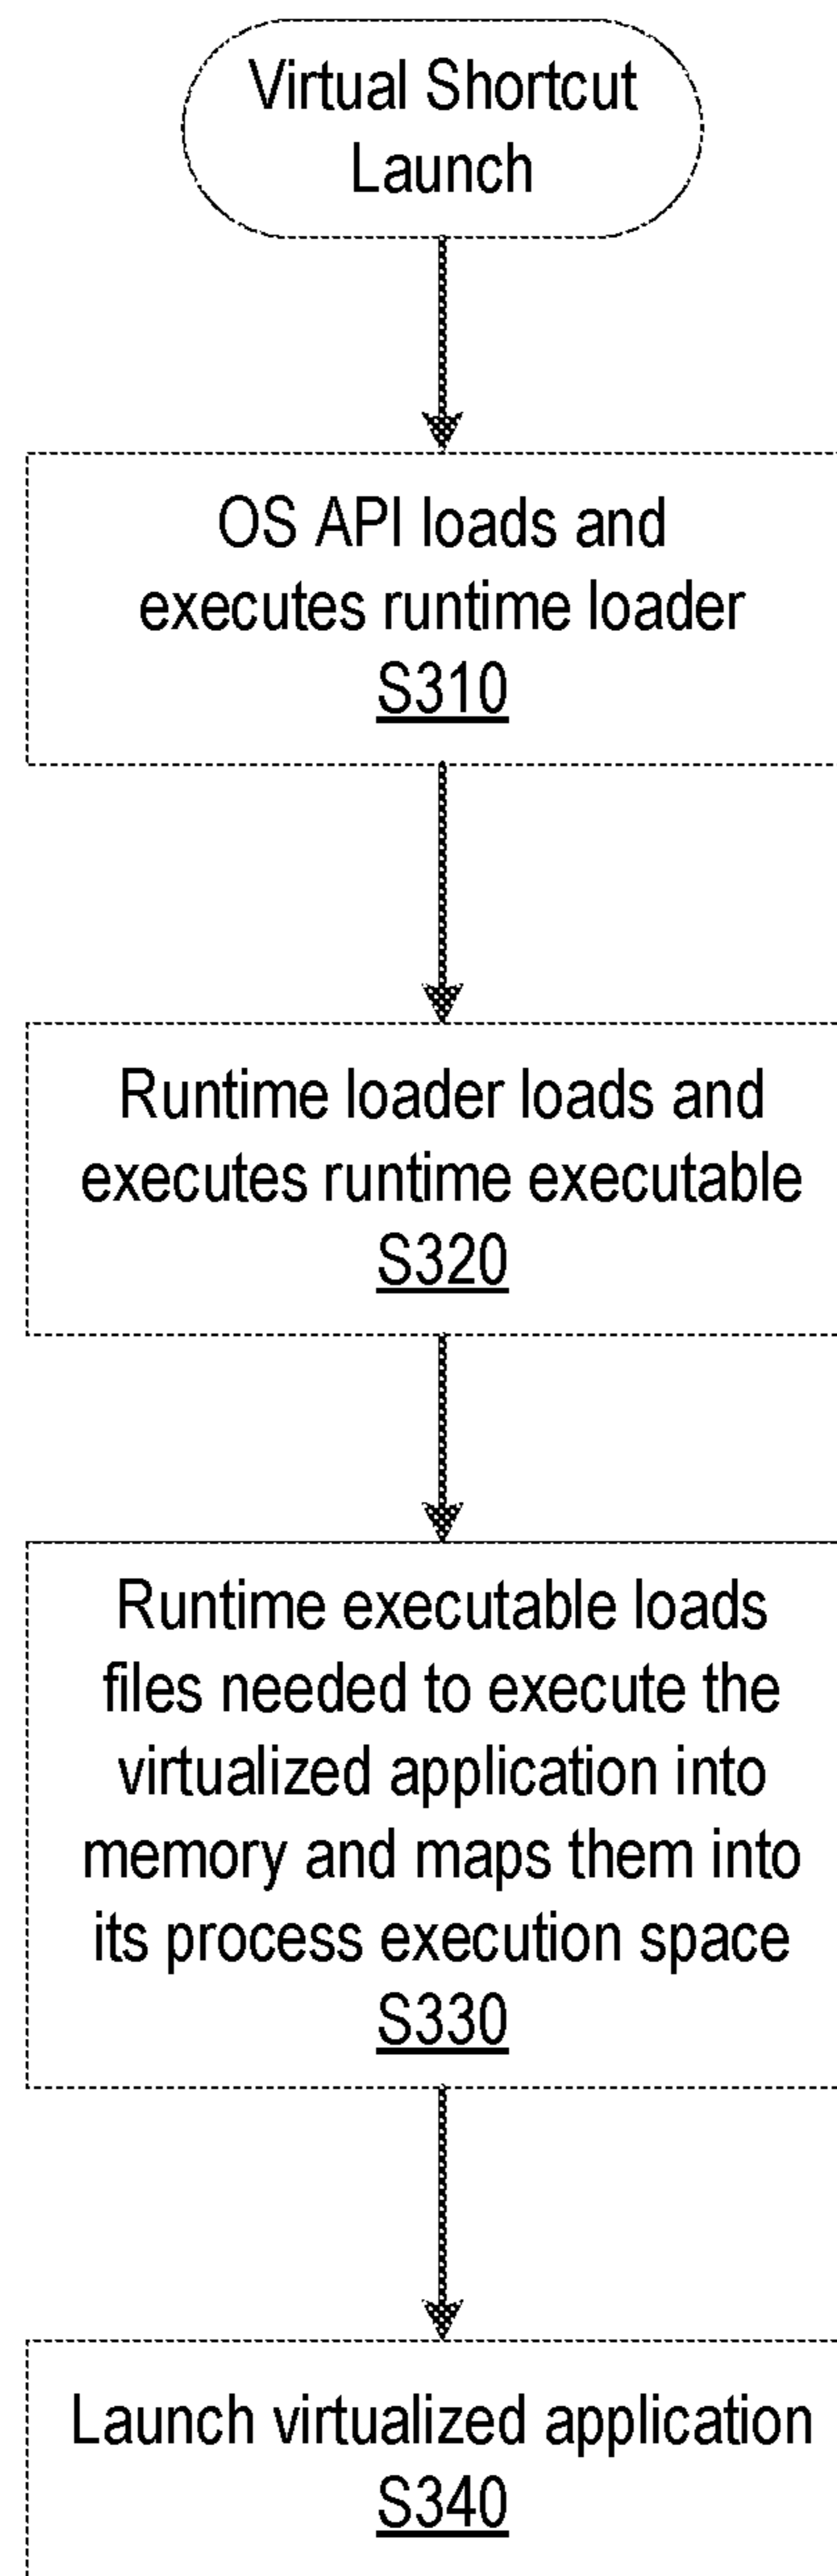 Virtual Shortcut
Launch
OS API loads and
executes runtime loader
S310
Runtime loader loads and
executes runtime executable
S320
Runtime executable loads
files needed to execute the
virtualized application into
memory and maps them into
its process execution space
S330
Launch virtualized application
S340